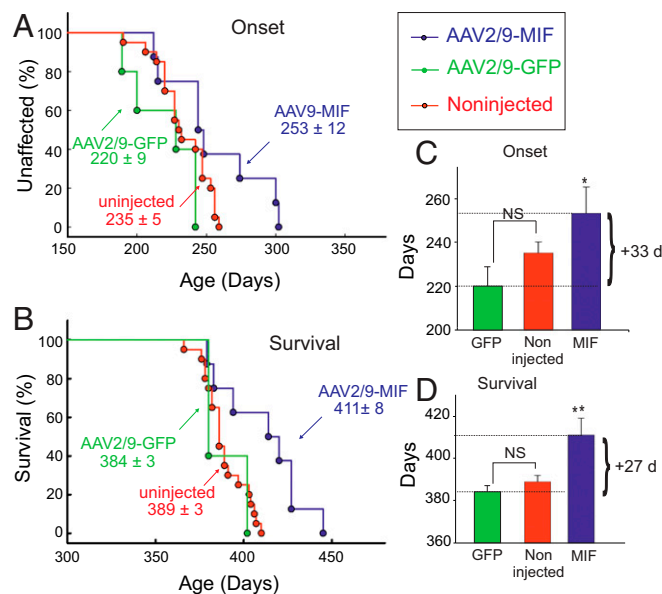 A
Onset
Unaffected (%)
100
80
60
40
20
0
AAV2/9-GFP
220 ± 9
AAV9-MIF
253 ± 12
uninjected
235 ± 5
150
200
250
300
350
Age (Days)
AAV2/9-MIF
AAV2/9-GFP
Noninjected
B
Survival
Survival (%)
100
80
60
40
20
0
AAV2/9-MIF
411± 8
AAV2/9-GFP
384 ± 3
uninjected
389 ± 3
300
350
400
450
Age (Days)
C
Onset
Days
260
240
220
200
NS
*
+33 d
GFP
Non
injected
MIF
D
Survival
Days
420
400
380
360
NS
**
+27 d
GFP
Non
injected
MIF